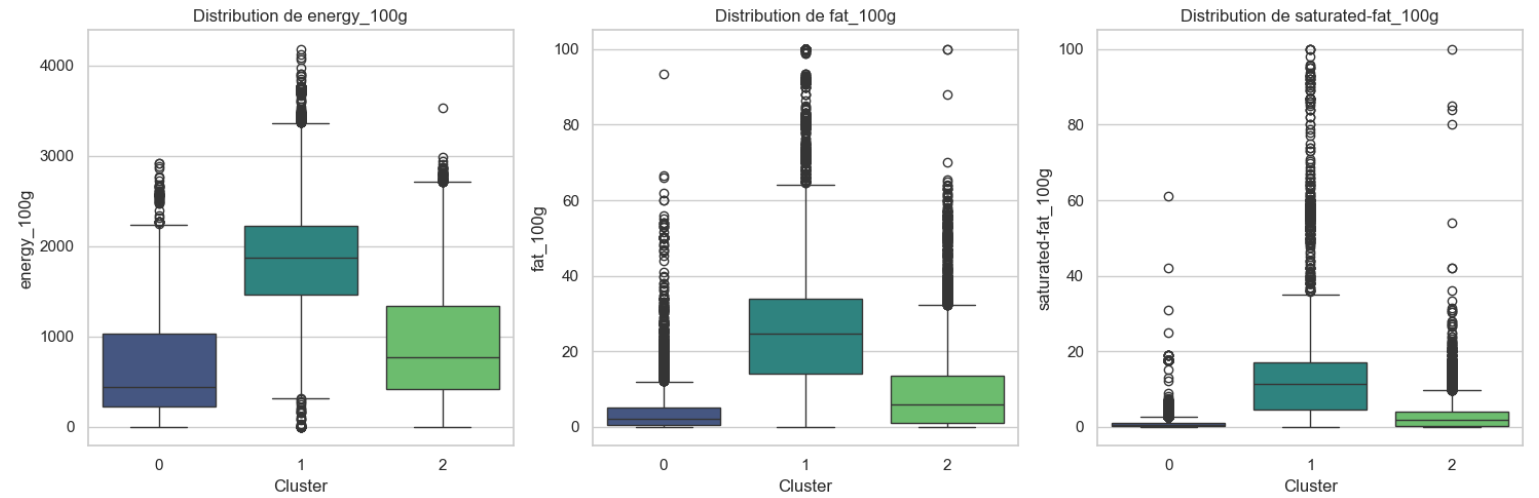 Distribution de energy_100g
4000
3000
2000
1000
0
energy_100g
0 1 2
Cluster
Distribution de fat_100g
100
80
60
40
20
0
fat_100g
0 1 2
Cluster
Distribution de saturated-fat_100g
100
80
60
40
20
0
saturated-fat_100g
0 1 2
Cluster